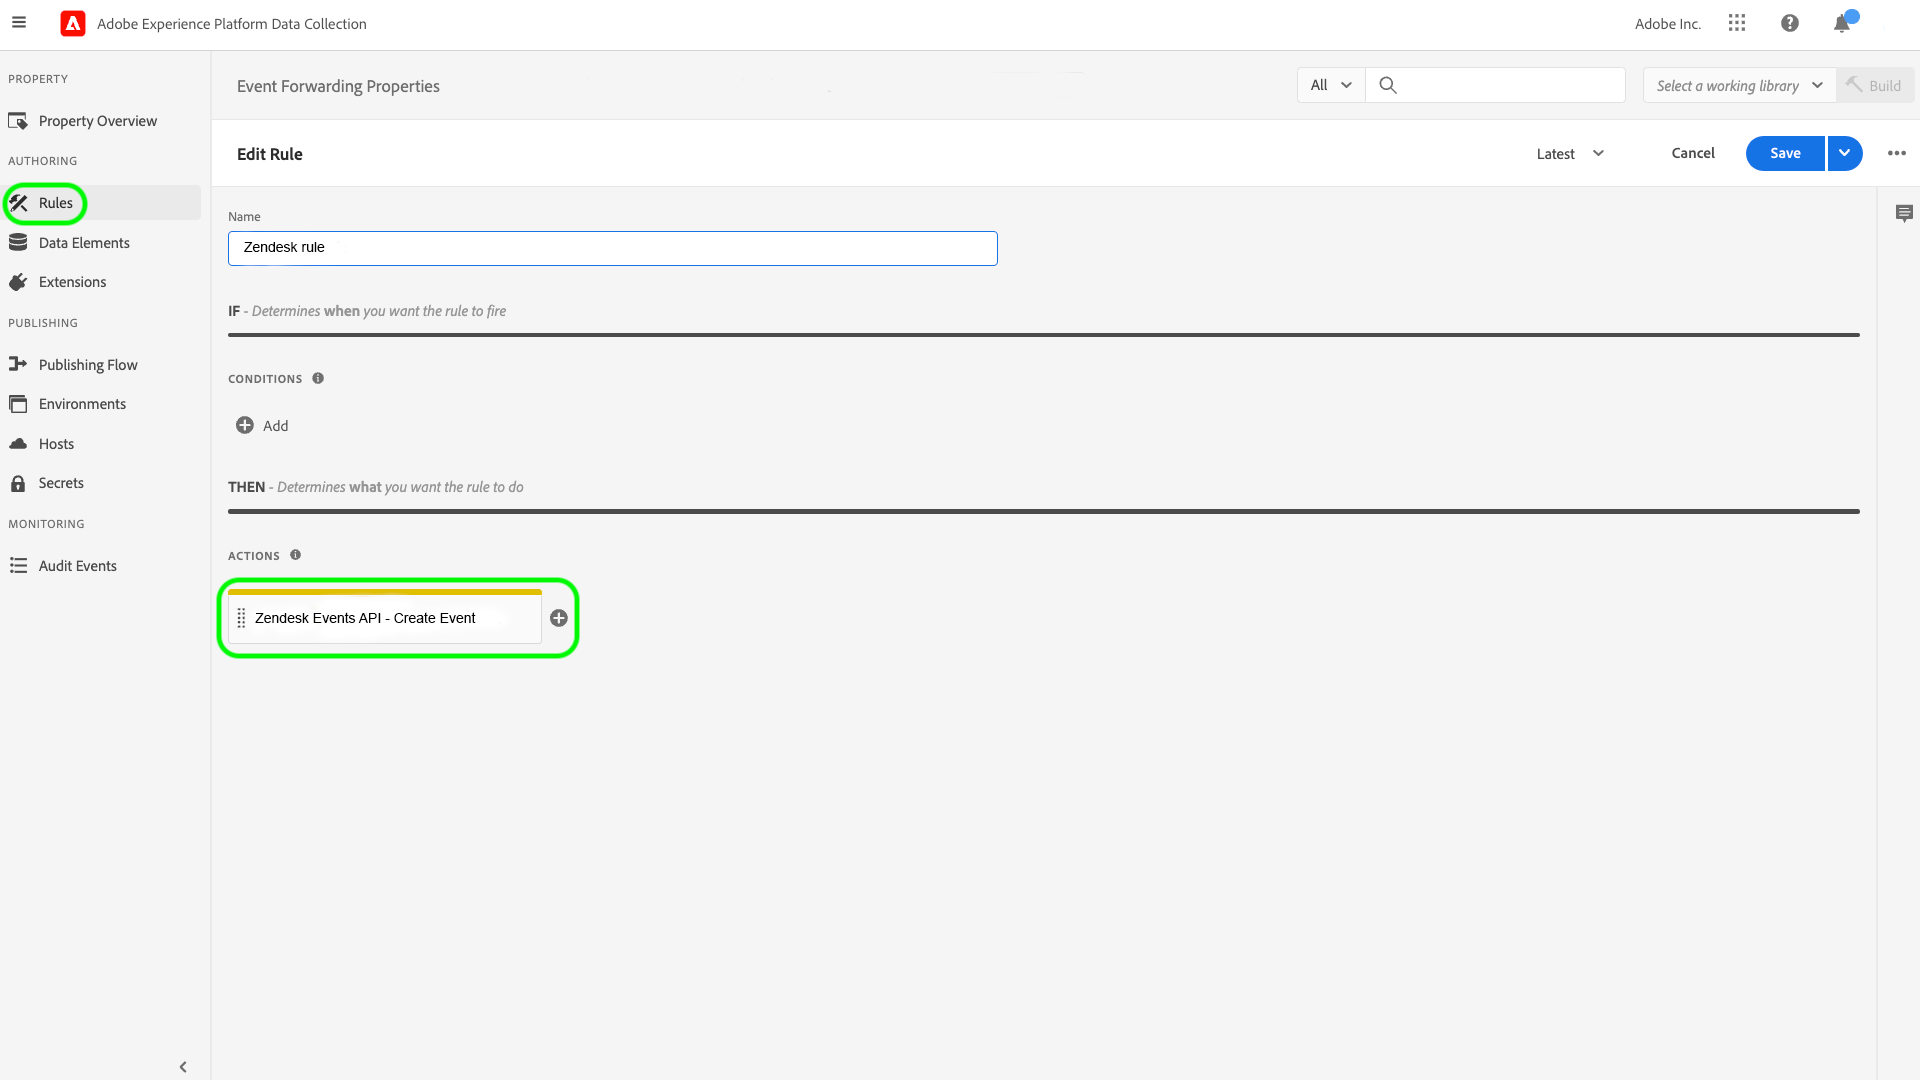 Adobe Experience Platform Data Collection
Adobe Inc.
PROPERTY
Property Overview
AUTHORING
Rules
Data Elements
Extensions
PUBLISHING
Publishing Flow
Environments
Hosts
Secrets
MONITORING
Audit Events
Event Forwarding Properties
All
Select a working library
Build
Edit Rule
Latest
Cancel
Save
Name
Zendesk rule
IF - Determines when you want the rule to fire
CONDITIONS
Add
THEN - Determines what you want the rule to do
ACTIONS
Zendesk Events API - Create Event